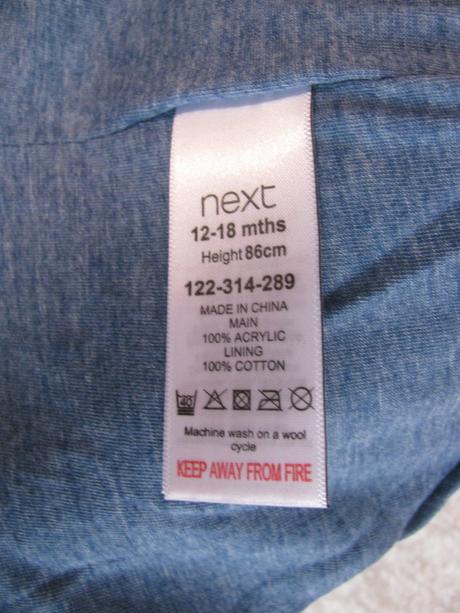 next
12-18 mths
Height 86cm
122-314-289
MADE IN CHINA
MAIN
100% ACRYLIC
LINING
100% COTTON
40
Machine wash on a wool
cycle
KEEP AWAY FROM FIRE